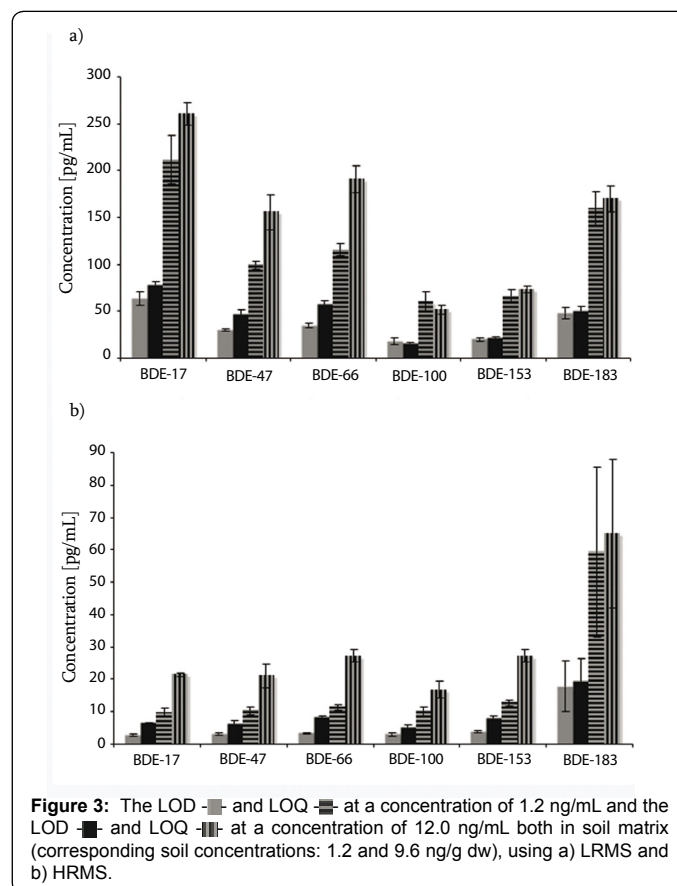 a)
300
250
200
150
100
50
0
Concentration [pg/mL]
BDE-17 BDE-47 BDE-66 BDE-100 BDE-153 BDE-183
b)
90
80
70
60
50
40
30
20
10
0
Concentration [pg/mL]
BDE-17 BDE-47 BDE-66 BDE-100 BDE-153 BDE-183
Figure 3: The LOD - - and LOQ - - at a concentration of 1.2 ng/mL and the
LOD - - and LOQ - - at a concentration of 12.0 ng/mL both in soil matrix
(corresponding soil concentrations: 1.2 and 9.6 ng/g dw), using a) LRMS and
b) HRMS.